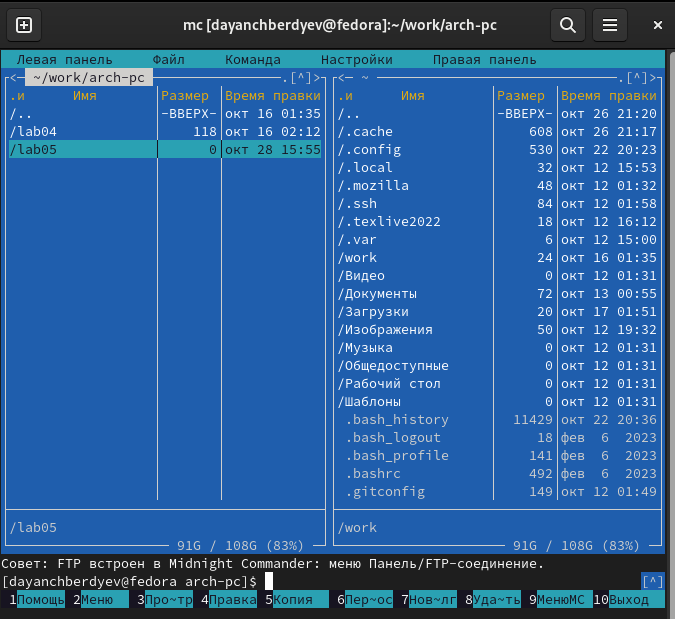 mc [dayanchberdyev@fedora]:~/work/arch-pc
Левая панель Файл Команда Настройки Правая панель
<— ~/work/arch-pc .[^]>
.и Имя Размер Время правки
/.. -ВВЕРХ- окт 16 01:35
/lab04 118 окт 16 02:12
/lab05 0 окт 28 15:55
/lab05
91G / 108G (83%)
<— ~ .[^]>
.и Имя Размер Время правки
/.. -ВВЕРХ- окт 26 21:20
/.cache 608 окт 26 21:17
/.config 530 окт 22 20:23
/.local 32 окт 12 15:53
/.mozilla 48 окт 12 01:32
/.ssh 84 окт 12 01:58
/.texlive2022 18 окт 12 16:12
/.var 6 окт 12 15:00
/work 24 окт 16 01:35
/Видео 0 окт 12 01:31
/Документы 72 окт 13 00:55
/Загрузки 20 окт 17 01:51
/Изображения 50 окт 12 19:32
/Музыка 0 окт 12 01:31
/Общедоступные 0 окт 12 01:31
/Рабочий стол 0 окт 12 01:31
/Шаблоны 0 окт 12 01:31
.bash_history 11429 окт 22 20:36
.bash_logout 18 фев 6 2023
.bash_profile 141 фев 6 2023
.bashrc 492 фев 6 2023
.gitconfig 149 окт 12 01:49
/work
91G / 108G (83%)
Совет: FTP встроен в Midnight Commander: меню Панель/FTP-соединение.
[dayanchberdyev@fedora arch-pc]$ [^]
1Помощь 2Меню 3Про~тр 4Правка 5Копия 6Пер~ос 7Нов~лг 8Уда~ть 9МенюMC 10Выход